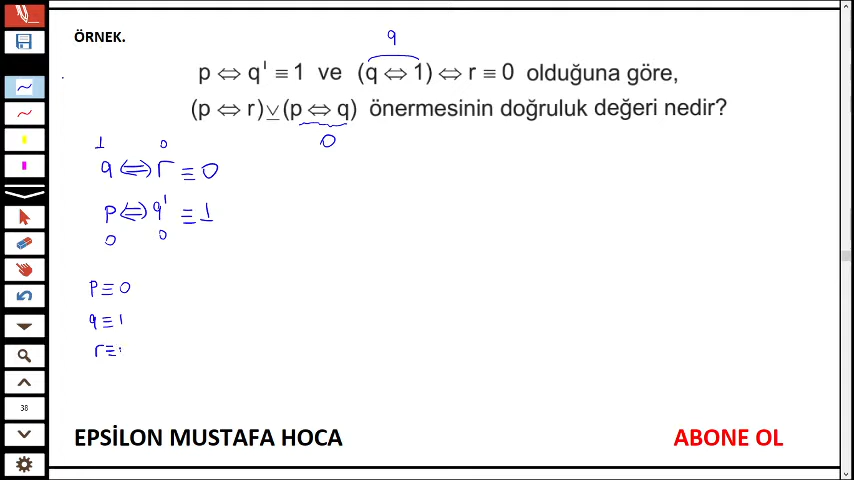 ÖRNEK.
q
p ⇔ q' ≡ 1 ve (q ⇔ 1) ⇔ r ≡ 0 olduğuna göre,
(p ⇔ r) ⊻ (p ⇔ q) önermesinin doğruluk değeri nedir?
0
1 0
q ⇔ r ≡ 0
p ⇔ q' ≡ 1
0 0
p ≡ 0
q ≡ 1
r ≡
38
EPSİLON MUSTAFA HOCA
ABONE OL